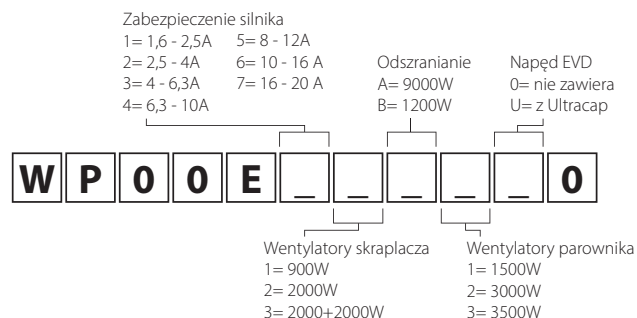 Zabezpieczenie silnika
1= 1,6 - 2,5A 5= 8 - 12A
2= 2,5 - 4A 6= 10 - 16 A
3= 4 - 6,3A 7= 16 - 20 A
4= 6,3 - 10A
Odszranianie
A= 9000W
B= 1200W
Napęd EVD
0= nie zawiera
U= z Ultracap
W P 0 0 E _ _ _ _ _ 0
Wentylatory skraplacza
1= 900W
2= 2000W
3= 2000+2000W
Wentylatory parownika
1= 1500W
2= 3000W
3= 3500W